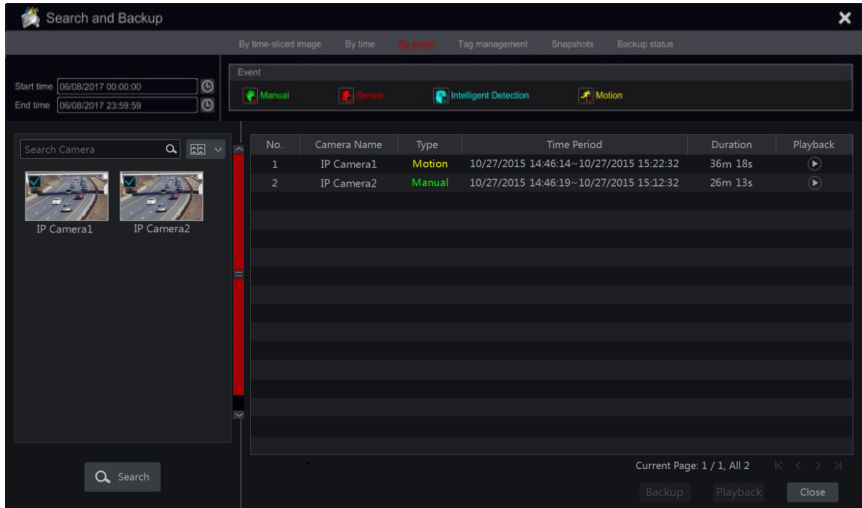 Search and Backup
By time-sliced image By time By event Tag management Snapshots Backup status
Event
Start time 06/08/2017 00:00:00
End time 06/08/2017 23:59:59
Manual Sensor Intelligent Detection Motion
Search Camera
No. Camera Name Type Time Period Duration Playback
1 IP Camera1 Motion 10/27/2015 14:46:14~10/27/2015 15:22:32 36m 18s
2 IP Camera2 Manual 10/27/2015 14:46:19~10/27/2015 15:12:32 26m 13s
IP Camera1 IP Camera2
Current Page: 1 / 1, All 2
Search
Backup Playback Close